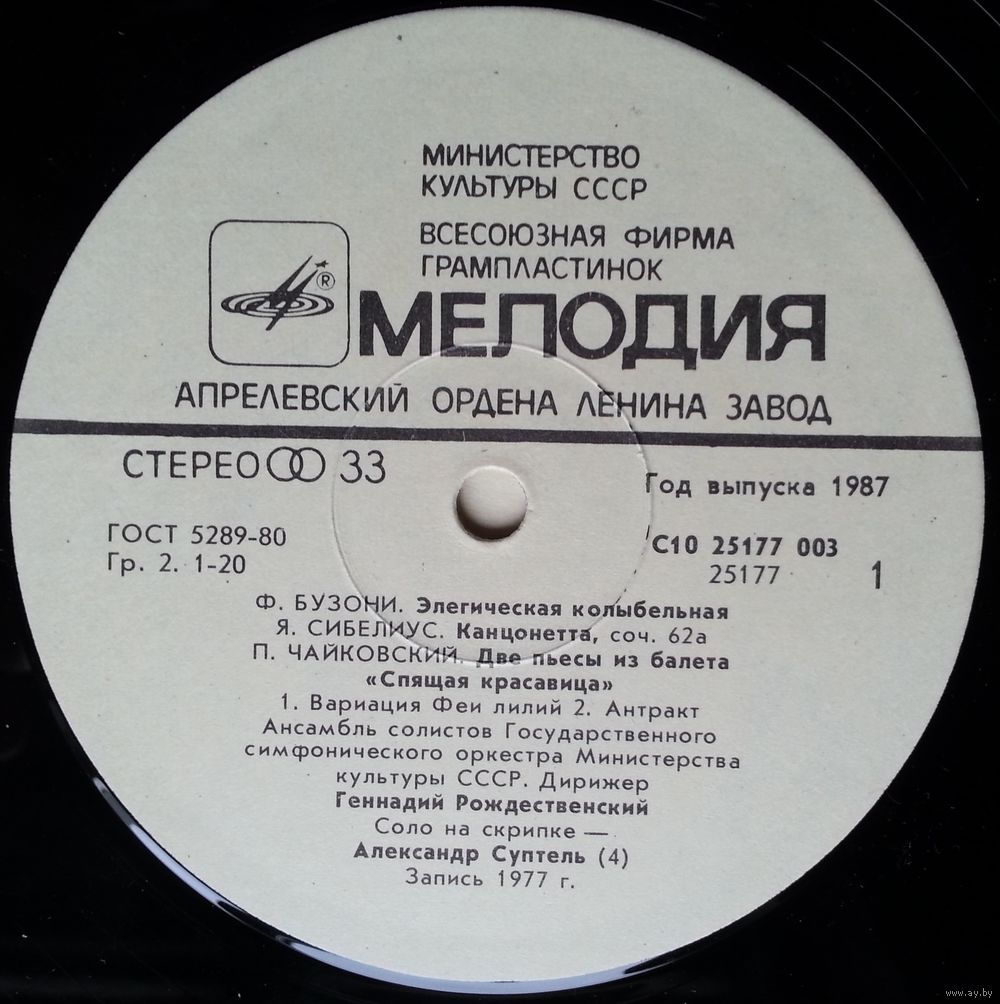 МИНИСТЕРСТВО
КУЛЬТУРЫ СССР
ВСЕСОЮЗНАЯ ФИРМА
ГРАМПЛАСТИНОК
®
МЕЛОДИЯ
АПРЕЛЕВСКИЙ ОРДЕНА ЛЕНИНА ЗАВОД
СТЕРЕО 33
Год выпуска 1987
ГОСТ 5289-80
Гр. 2. 1-20
С10 25177 003
25177
1
Ф. БУЗОНИ. Элегическая колыбельная
Я. СИБЕЛИУС. Канцонетта, соч. 62а
П. ЧАЙКОВСКИЙ. Две пьесы из балета
«Спящая красавица»
1. Вариация Феи лилий 2. Антракт
Ансамбль солистов Государственного
симфонического оркестра Министерства
культуры СССР. Дирижер
Геннадий Рождественский
Соло на скрипке —
Александр Суптель (4)
Запись 1977 г.
www.ay.by